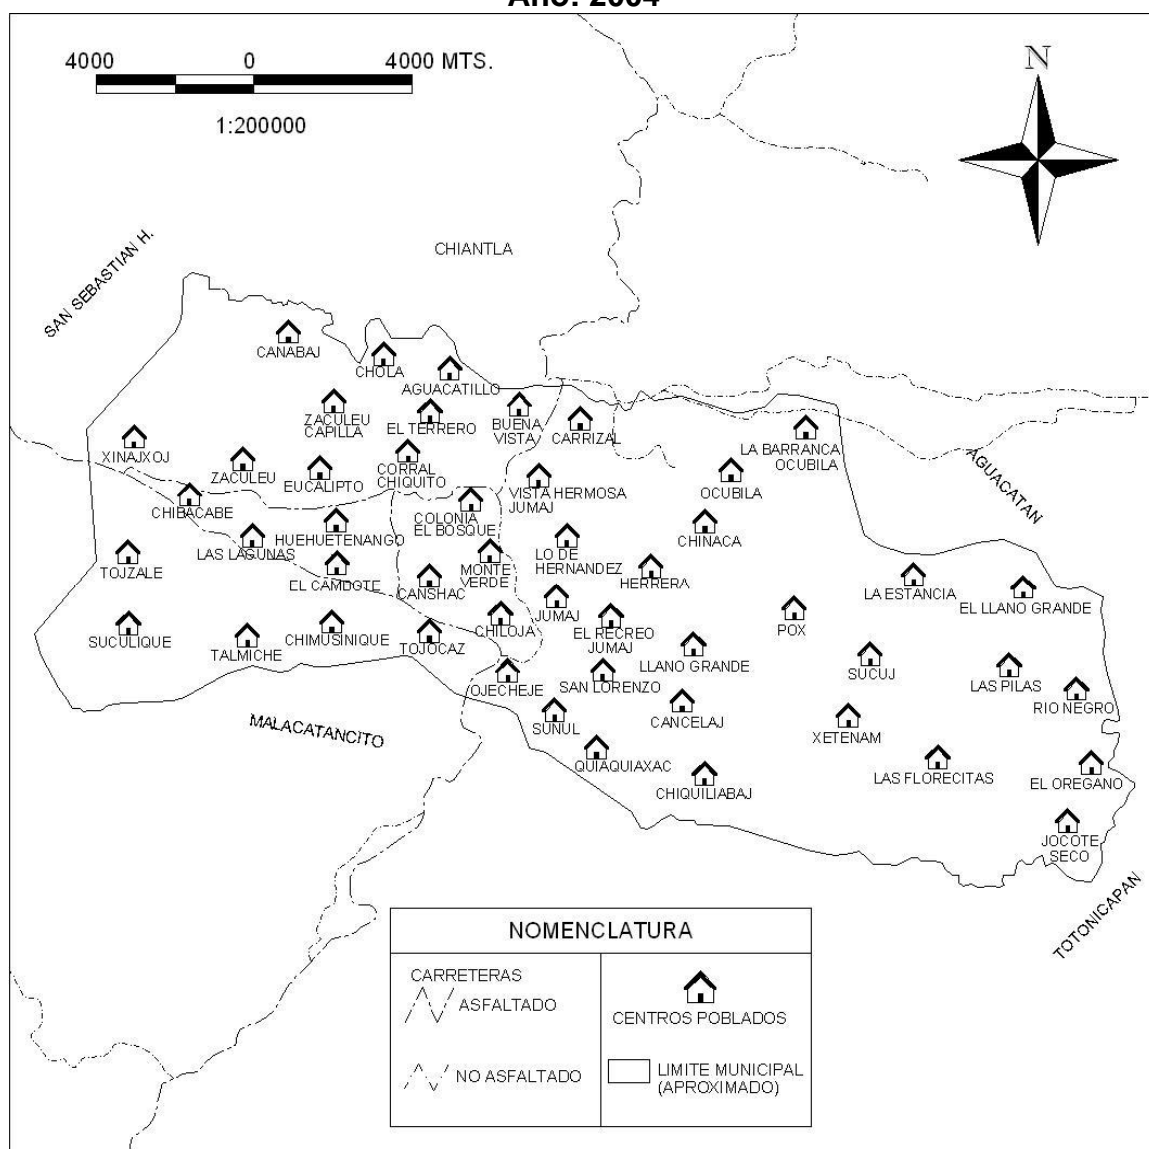 Año: 2004
4000 0 4000 MTS.
1:200000
N
CHIANTLA
SAN SEBASTIAN H.
CANABAJ
CHOLA
AGUACATILLO
ZACULEU
CAPILLA
EL TERRERO
BUENA
VISTA
CARRIZAL
LA BARRANCA
OCUBILA
XINAJXOJ
ZACULEU
EUCALIPTO
CORRAL
CHIQUITO
VISTA HERMOSA
JUMAJ
OCUBILA
AGUACATAN
CHIBACABE
COLONIA
EL BOSQUE
HUEHUETENANGO
LAS LAGUNAS
CHINACA
TOJZALE
EL CAMBOTE
CANSHAC
MONTE
VERDE
LO DE
HERNANDEZ
HERRERA
LA ESTANCIA
EL LLANO GRANDE
SUCULIQUE
TALMICHE
CHIMUSINIQUE
TOJOCAZ
CHILOJA
JUMAJ
EL RECREO
JUMAJ
POX
LLANO GRANDE
SUCUJ
LAS PILAS
OJECHEJE
SAN LORENZO
RIO NEGRO
MALACATANCITO
SUNUL
CANCELAJ
XETENAM
QUIAQUIAXAC
CHIQUILIABAJ
LAS FLORECITAS
EL OREGANO
JOCOTE
SECO
TOTONICAPAN
NOMENCLATURA
CARRETERAS
ASFALTADO
NO ASFALTADO
CENTROS POBLADOS
LIMITE MUNICIPAL
(APROXIMADO)